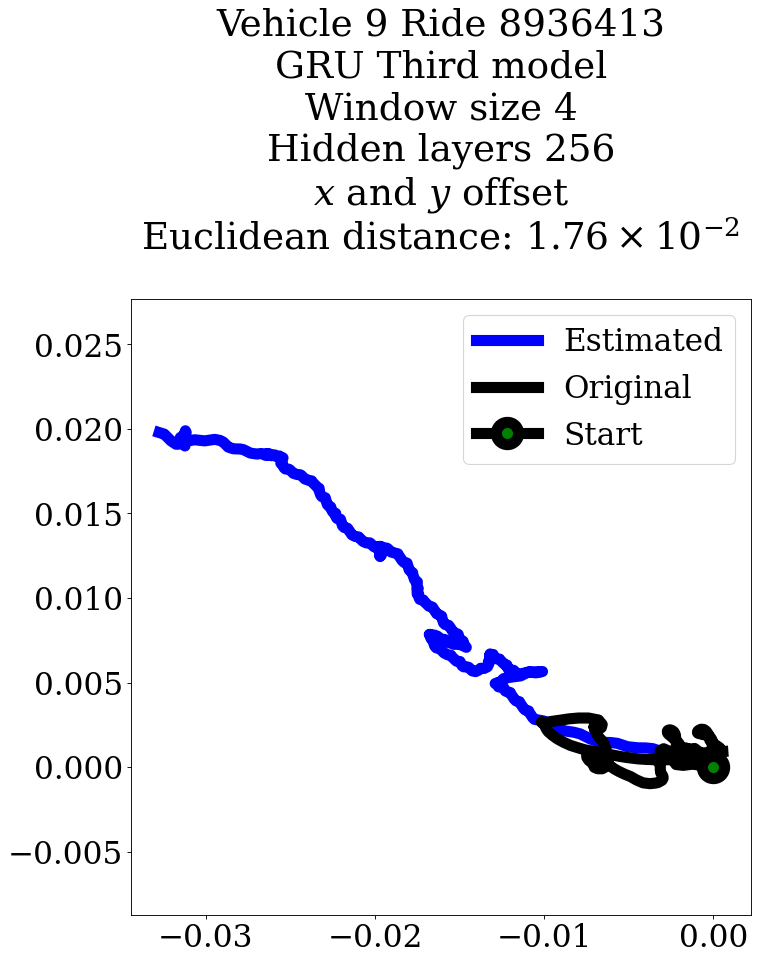 Vehicle 9 Ride 8936413
GRU Third model
Window size 4
Hidden layers 256
x and y offset
Euclidean distance: 1.76 × 10⁻²
Estimated
Original
Start
0.025
0.020
0.015
0.010
0.005
0.000
−0.005
−0.03 −0.02 −0.01 0.00